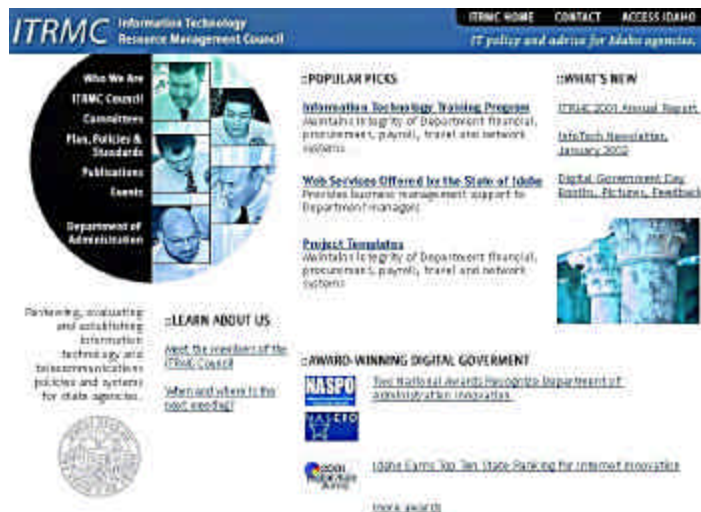 ITRMC Information Technology
Resource Management Council
ITRMC HOME CONTACT ACCESS IDAHO
IT policy and advice for Idaho agencies.
Who We Are
ITRMC Council
Committees
Plan, Policies &
Standards
Publications
Events
Department of
Administration
::POPULAR PICKS
Information Technology Training Program
Maintains integrity of Department financial,
procurement, payroll, travel and network
systems
Web Services Offered by the State of Idaho
Provides business management support to
Department managers
Project Templates
Maintains integrity of Department financial,
procurement, payroll, travel and network
systems
::WHAT'S NEW
ITRMC 2001 Annual Report
InfoTech Newsletter,
January 2002
Digital Government Day
Booths, Pictures, Feedback
Reviewing, evaluating
and establishing
information
technology and
telecommunications
policies and systems
for state agencies.
::LEARN ABOUT US
Meet the members of the
ITRMC Council
When and where is the
next meeting?
::AWARD-WINNING DIGITAL GOVERMENT
NASPO
Two National Awards Recognize Department of
Administration Innovation
NASCIO
Idaho Earns Top Ten State Ranking for Internet Innovation
more awards